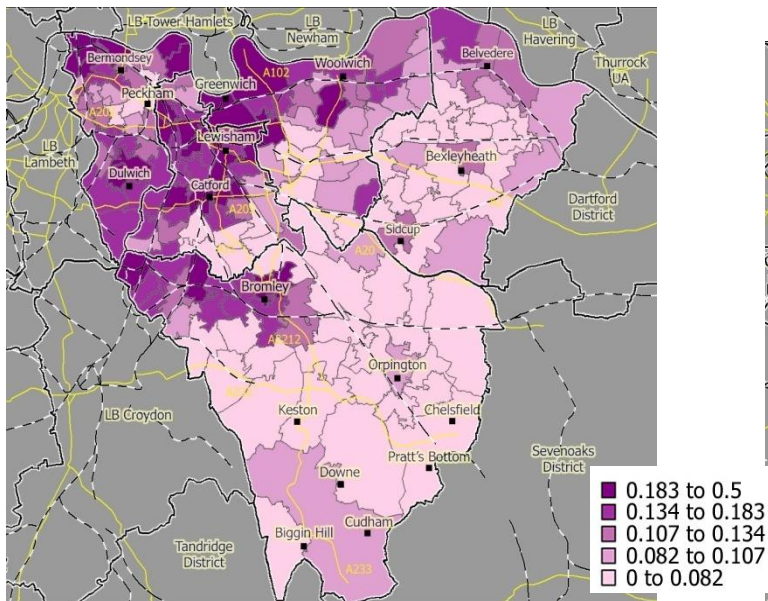 LB Tower Hamlets
LB
Newham
LB
Havering
Bermondsey
A102
Woolwich
Belvedere
Thurrock
UA
Peckham
Greenwich
LB
Lambeth
Lewisham
Bexleyheath
Dulwich
Catford
A205
Dartford
District
Sidcup
A20
Bromley
A2212
Orpington
LB Croydon
Keston
Chelsfield
Sevenoaks
District
Pratt's Bottom
Downe
Tandridge
District
Biggin Hill
Cudham
A233
0.183 to 0.5
0.134 to 0.183
0.107 to 0.134
0.082 to 0.107
0 to 0.082